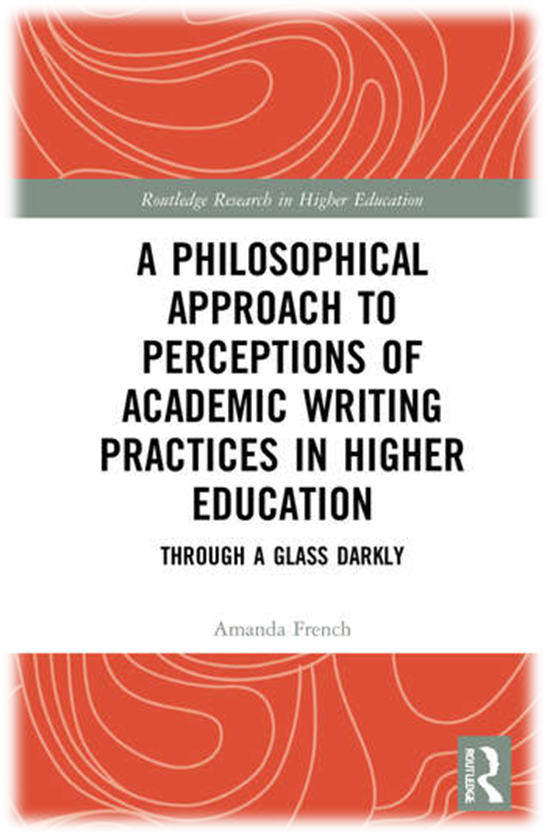 Routledge Research in Higher Education
A PHILOSOPHICAL
APPROACH TO
PERCEPTIONS OF
ACADEMIC WRITING
PRACTICES IN HIGHER
EDUCATION
THROUGH A GLASS DARKLY
Amanda French
ROUTLEDGE